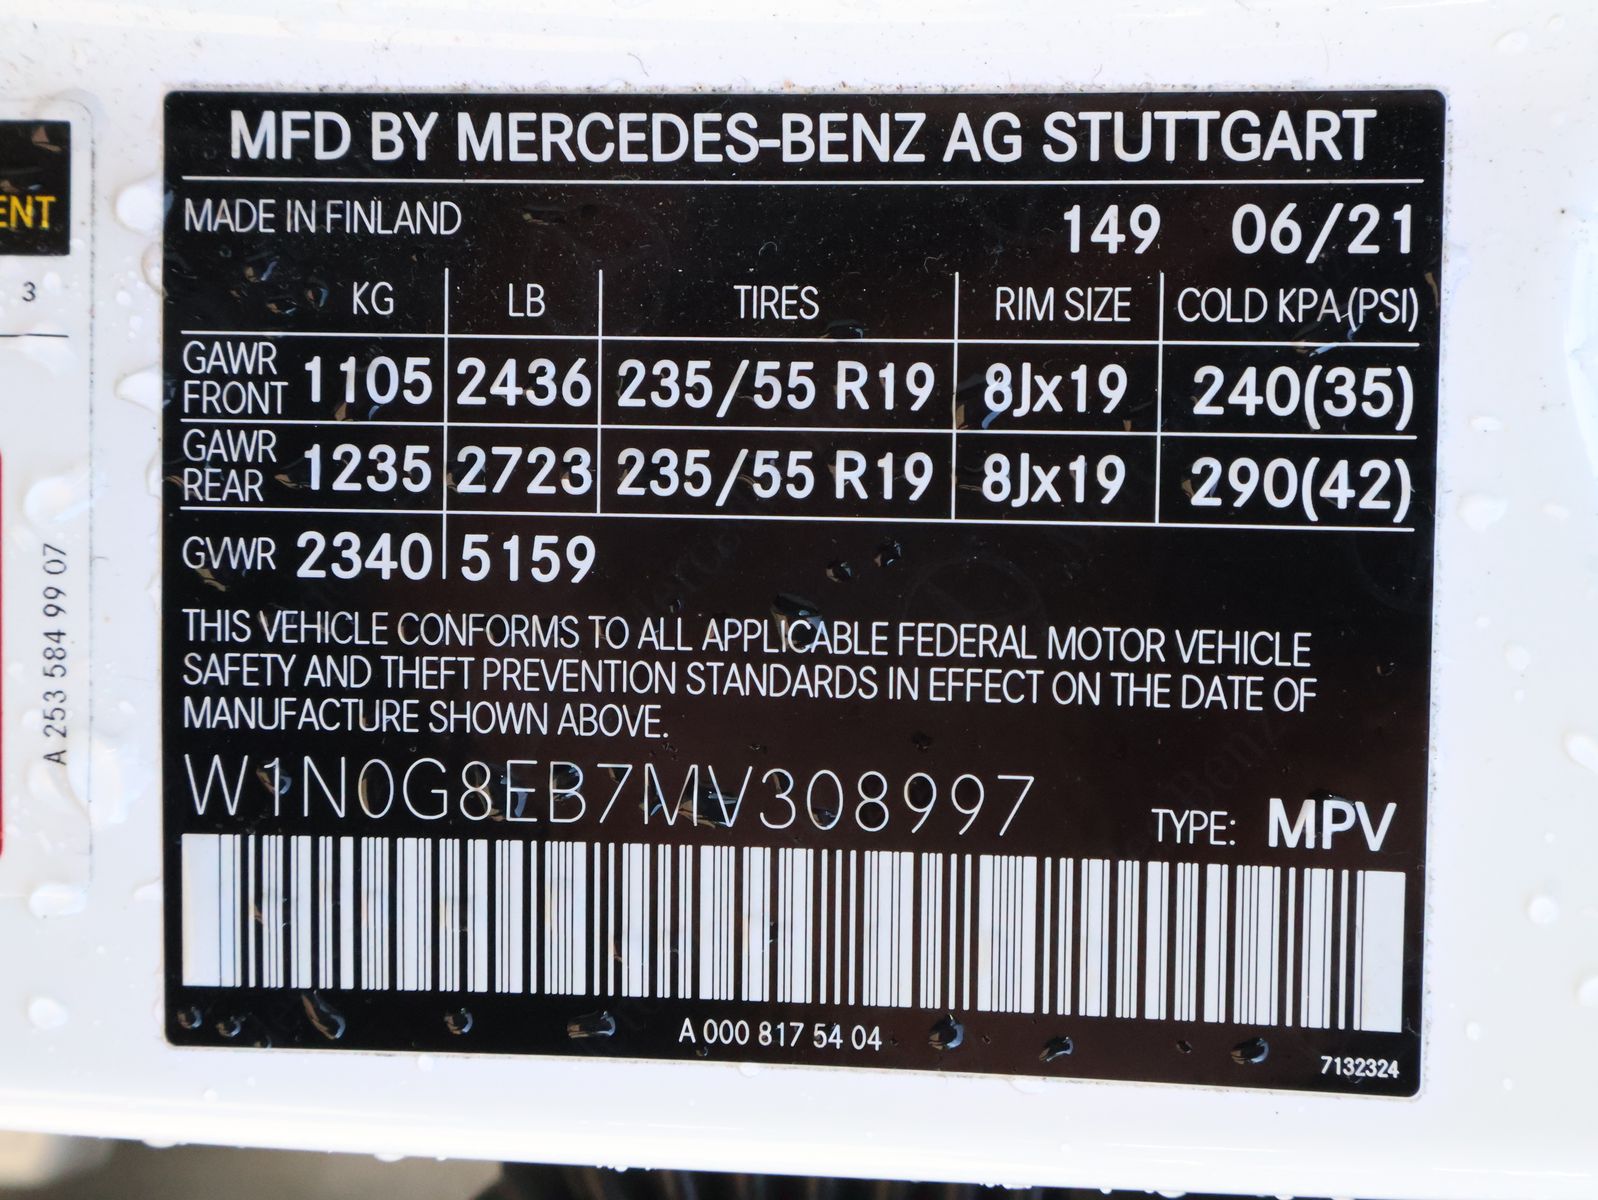 MFD BY MERCEDES-BENZ AG STUTTGART
MADE IN FINLAND 149 06/21
KG LB TIRES RIM SIZE COLD KPA (PSI)
GAWR FRONT 1105 2436 235/55 R19 8Jx19 240(35)
GAWR REAR 1235 2723 235/55 R19 8Jx19 290(42)
GVWR 2340 5159
THIS VEHICLE CONFORMS TO ALL APPLICABLE FEDERAL MOTOR VEHICLE
SAFETY AND THEFT PREVENTION STANDARDS IN EFFECT ON THE DATE OF
MANUFACTURE SHOWN ABOVE.
W1N0G8EB7MV308997 TYPE: MPV
A 000 817 54 04
7132324
3
A 253 584 99 07